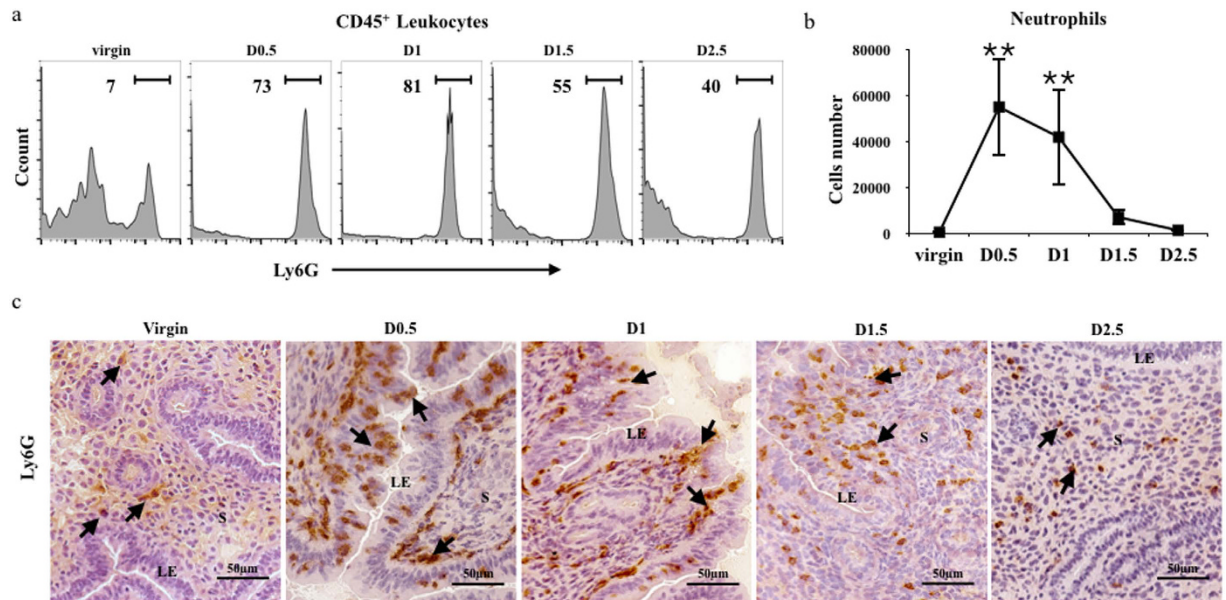 a
CD45+ Leukocytes
virgin D0.5 D1 D1.5 D2.5
7 73 81 55 40
Ccount
Ly6G
b
Neutrophils
80000
60000
40000
20000
0
Cells number
** **
virgin D0.5 D1 D1.5 D2.5
c
Virgin D0.5 D1 D1.5 D2.5
Ly6G
S LE 50μm
LE S 50μm
LE 50μm
S LE 50μm
LE S 50μm